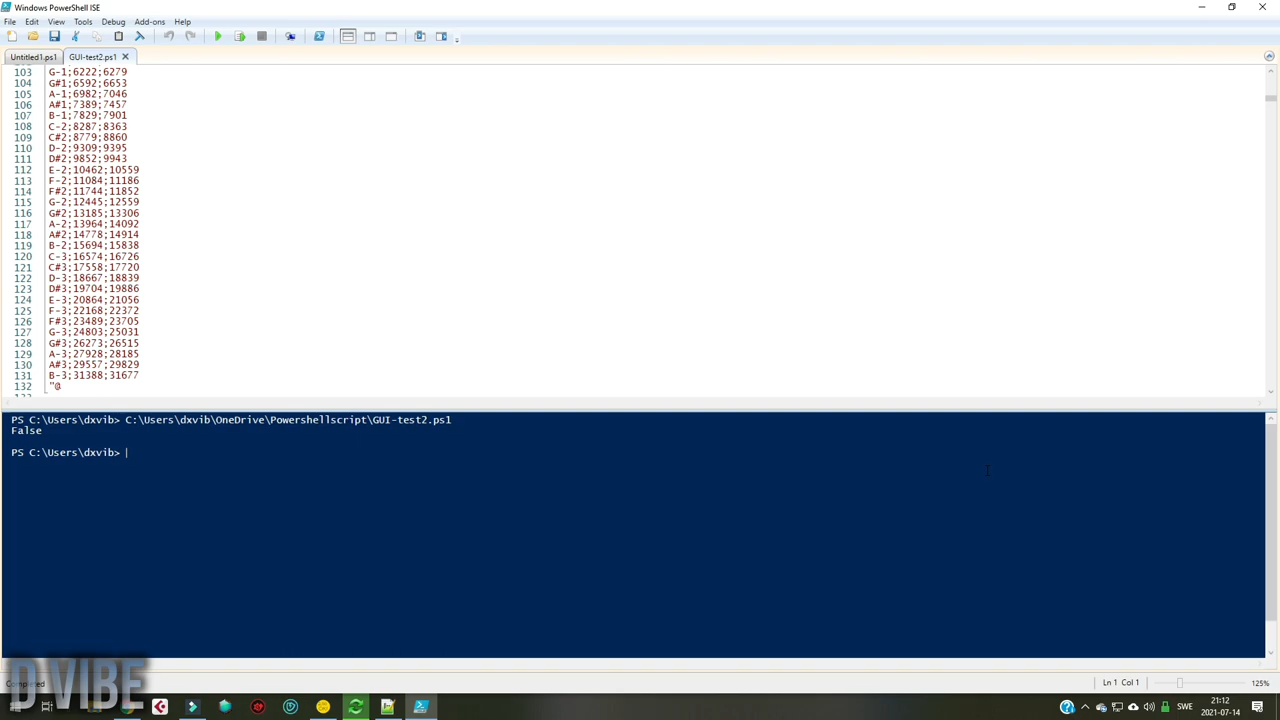 Windows PowerShell ISE
File Edit View Tools Debug Add-ons Help
Untitled1.ps1 GUI-test2.ps1
103 G-1;6222;6279
104 G#1;6592;6653
105 A-1;6982;7046
106 A#1;7389;7457
107 B-1;7829;7901
108 C-2;8287;8363
109 C#2;8779;8860
110 D-2;9309;9395
111 D#2;9852;9943
112 E-2;10462;10559
113 F-2;11084;11186
114 F#2;11744;11852
115 G-2;12445;12559
116 G#2;13185;13306
117 A-2;13964;14092
118 A#2;14778;14914
119 B-2;15694;15838
120 C-3;16574;16726
121 C#3;17558;17720
122 D-3;18667;18839
123 D#3;19704;19886
124 E-3;20864;21056
125 F-3;22168;22372
126 F#3;23489;23705
127 G-3;24803;25031
128 G#3;26273;26515
129 A-3;27928;28185
130 A#3;29557;29829
131 B-3;31388;31677
132 "@
PS C:\Users\dxvib> C:\Users\dxvib\OneDrive\Powershellscript\GUI-test2.ps1
False
PS C:\Users\dxvib>
D VIBE
Completed
Ln 1 Col 1
125%
SWE
21:12
2021-07-14